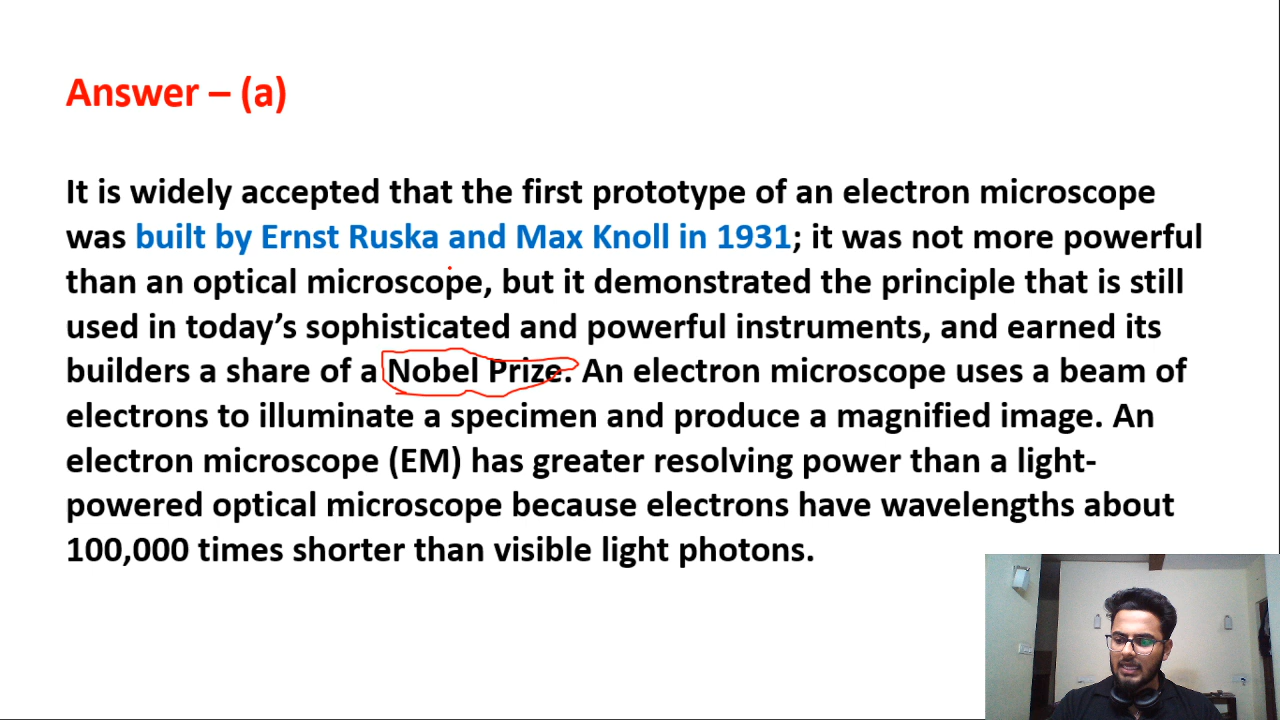 Answer – (a)
It is widely accepted that the first prototype of an electron microscope
was built by Ernst Ruska and Max Knoll in 1931; it was not more powerful
than an optical microscope, but it demonstrated the principle that is still
used in today’s sophisticated and powerful instruments, and earned its
builders a share of a Nobel Prize. An electron microscope uses a beam of
electrons to illuminate a specimen and produce a magnified image. An
electron microscope (EM) has greater resolving power than a light-
powered optical microscope because electrons have wavelengths about
100,000 times shorter than visible light photons.